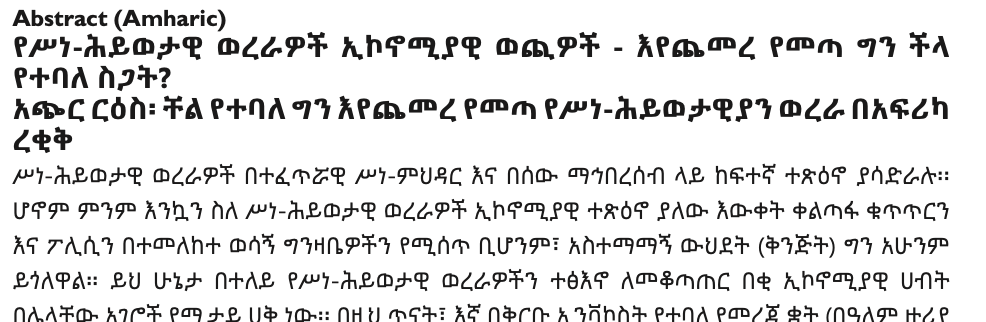 Abstract (Amharic)
የሥነ-ሕይወታዊ ወረራዎች ኢኮኖሚያዊ ወጪዎች - እየጨመረ የመጣ ግን ችላ
የተባለ ስጋት?
አጭር ርዕስ፡ ችል የተባለ ግን እየጨመረ የመጣ የሥነ-ሕይወታዊያን ወረራ በአፍሪካ
ረቂቅ
ሥነ-ሕይወታዊ ወረራዎች በተፈጥሯዊ ሥነ-ምህዳር እና በሰው ማኅበረሰብ ላይ ከፍተኛ ተጽዕኖ ያሳድራሉ፡፡
ሆኖም ምንም እንኳን ስለ ሥነ-ሕይወታዊ ወረራዎች ኢኮኖሚያዊ ተጽዕኖ ያለው እውቀት ቀልጣፋ ቁጥጥርን
እና ፖሊሲን በተመለከተ ወሳኝ ግንዛቤዎችን የሚሰጥ ቢሆንም፣ አስተማማኝ ውህደት (ቅንጅት) ግን አሁንም
ይጎለዋል። ይህ ሁኔታ በተለይ የሥነ-ሕይወታዊ ወረራዎችን ተፅእኖ ለመቆጣጠር በቂ ኢኮኖሚያዊ ሀብት
በሌላቸው አገሮች የሚታይ ሀቅ ነው፡፡ በዚህ ጥናት፣ እኛ በቅርቡ ኢንቫኮስት የተባለ የመረጃ ቋት (በዓለም ዙሪያ